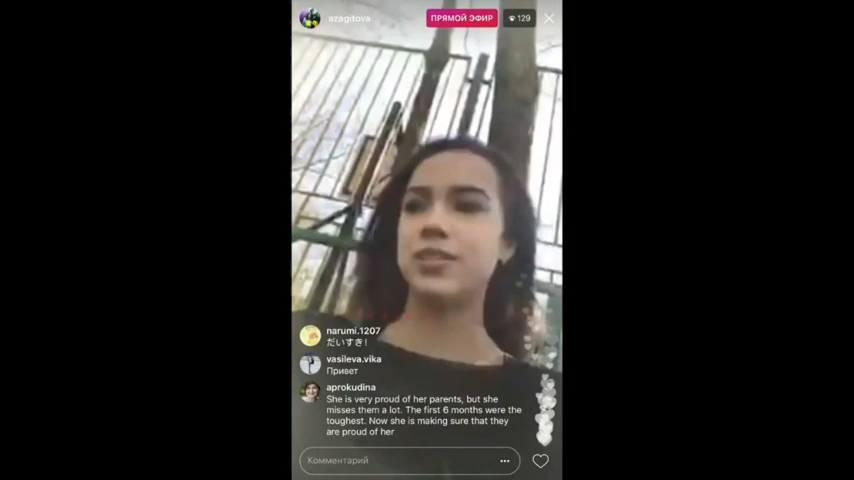 azagitova
ПРЯМОЙ ЭФИР
129
narumi.1207
だいすき!
vasileva.vika
Привет
aprokudina
She is very proud of her parents, but she
misses them a lot. The first 6 months were the
toughest. Now she is making sure that they
are proud of her
Комментарий